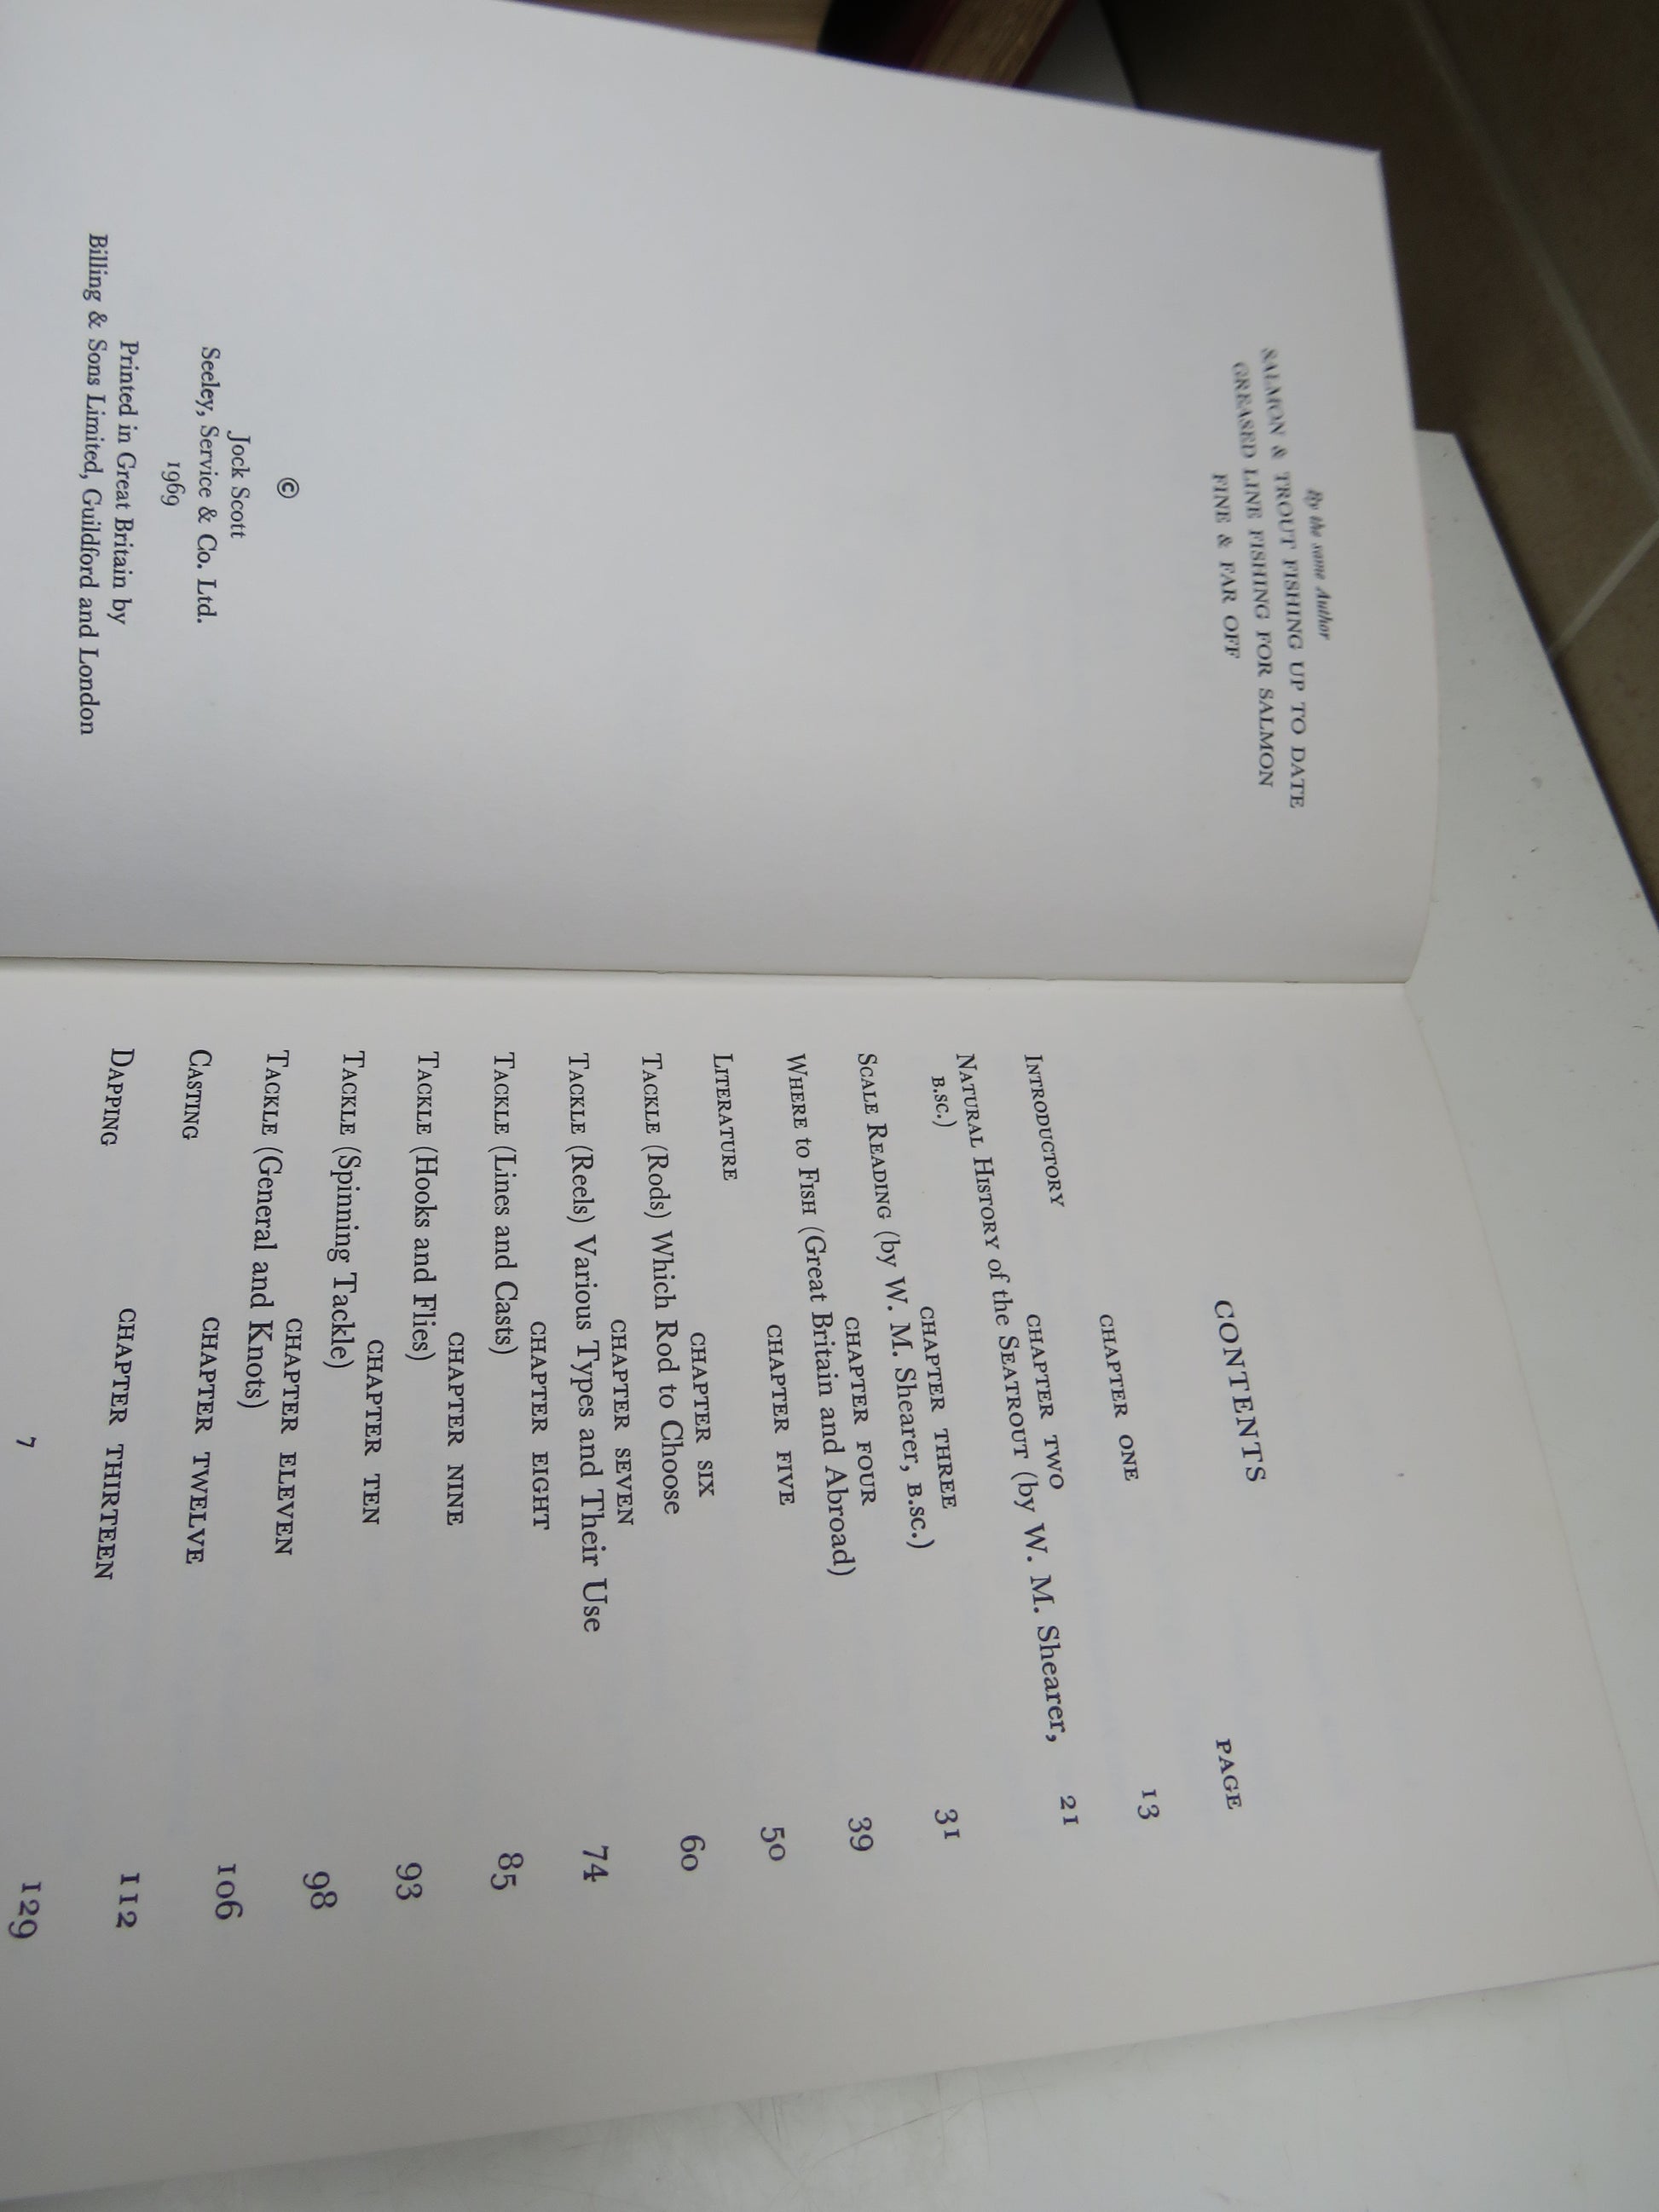 By the same Author
SALMON & TROUT FISHING UP TO DATE
GREASED LINE FISHING FOR SALMON
FINE & FAR OFF
©
Jock Scott
Seeley, Service & Co. Ltd.
1969
Printed in Great Britain by
Billing & Sons Limited, Guildford and London
CONTENTS
PAGE
CHAPTER ONE
INTRODUCTORY 13
CHAPTER TWO
NATURAL HISTORY of the SEATROUT (by W. M. Shearer,
B.SC.) 21
CHAPTER THREE
SCALE READING (by W. M. Shearer, B.SC.) 31
CHAPTER FOUR
WHERE to FISH (Great Britain and Abroad) 39
CHAPTER FIVE
LITERATURE 50
CHAPTER SIX
TACKLE (Rods) Which Rod to Choose 60
CHAPTER SEVEN
TACKLE (Reels) Various Types and Their Use 74
CHAPTER EIGHT
TACKLE (Lines and Casts) 85
CHAPTER NINE
TACKLE (Hooks and Flies) 93
CHAPTER TEN
TACKLE (Spinning Tackle) 98
CHAPTER ELEVEN
TACKLE (General and Knots) 106
CHAPTER TWELVE
CASTING 112
CHAPTER THIRTEEN
DAPPING 129
7